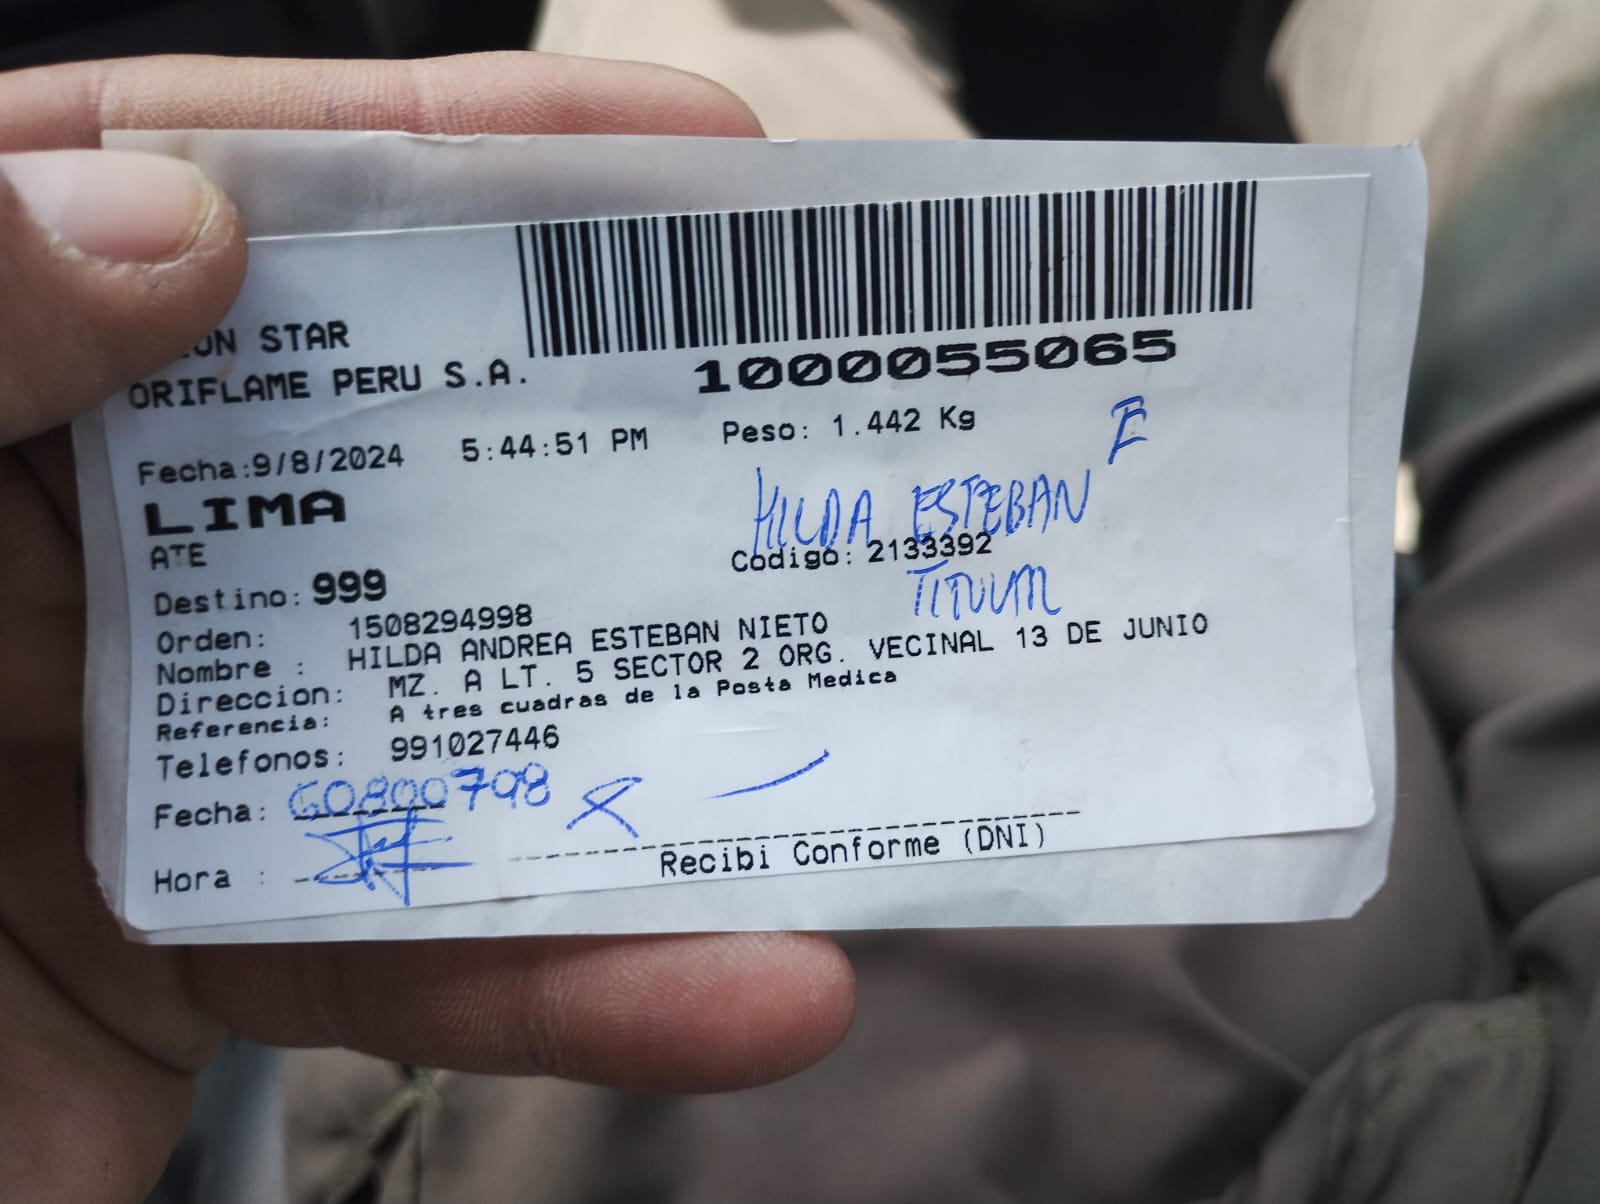 STAR
ORIFLAME PERU S.A.
1000055065
Fecha:9/8/2024 5:44:51 PM Peso: 1.442 Kg
E
LIMA
HILDA ESTEBAN
ATE
Codigo: 2133392
Destino: 999
Orden: 1508294998
Nombre : HILDA ANDREA ESTEBAN NIETO
Direccion: MZ. A LT. 5 SECTOR 2 ORG. VECINAL 13 DE JUNIO
Referencia: A tres cuadras de la Posta Medica
Telefonos: 991027446
Fecha: 60800798
Hora :
Recibi Conforme (DNI)